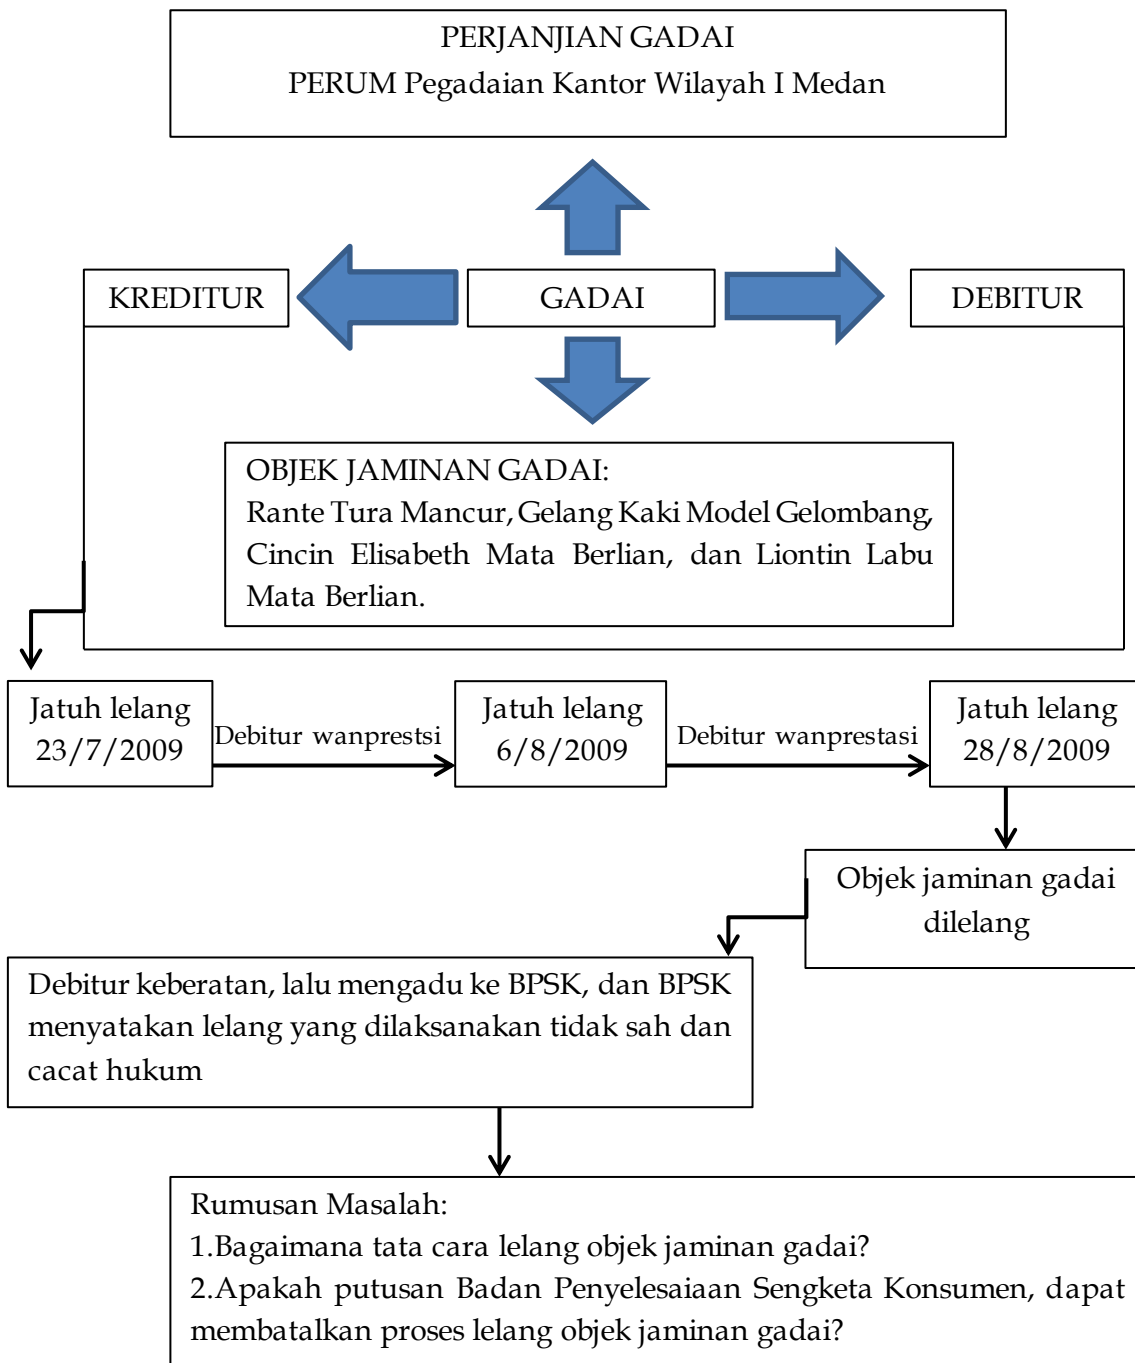 PERJANJIAN GADAI
PERUM Pegadaian Kantor Wilayah I Medan
KREDITUR
GADAI
DEBITUR
OBJEK JAMINAN GADAI:
Rante Tura Mancur, Gelang Kaki Model Gelombang,
Cincin Elisabeth Mata Berlian, dan Liontin Labu
Mata Berlian.
Jatuh lelang
23/7/2009
Debitur wanprestsi
Jatuh lelang
6/8/2009
Debitur wanprestasi
Jatuh lelang
28/8/2009
Objek jaminan gadai
dilelang
Debitur keberatan, lalu mengadu ke BPSK, dan BPSK
menyatakan lelang yang dilaksanakan tidak sah dan
cacat hukum
Rumusan Masalah:
1.Bagaimana tata cara lelang objek jaminan gadai?
2.Apakah putusan Badan Penyelesaiaan Sengketa Konsumen, dapat
membatalkan proses lelang objek jaminan gadai?